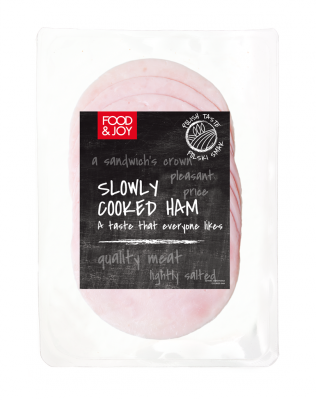 FOOD
& JOY
POLISH TASTE
POLSKI SMAK
a sandwich's crown
pleasant
price
SLOWLY
COOKED HAM
A taste that everyone likes
quality meat
lightly salted